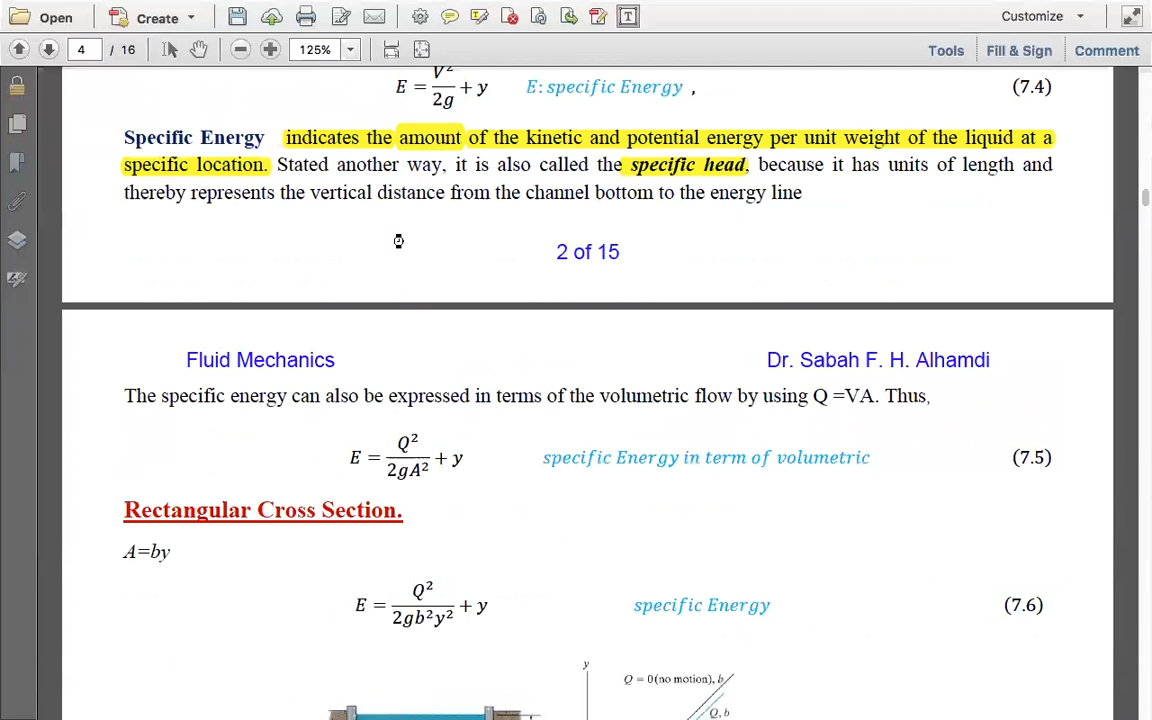 Open
Create
Customize
4 / 16
125%
Tools
Fill & Sign
Comment
E = V²/2g + y E: specific Energy , (7.4)
Specific Energy indicates the amount of the kinetic and potential energy per unit weight of the liquid at a
specific location. Stated another way, it is also called the specific head, because it has units of length and
thereby represents the vertical distance from the channel bottom to the energy line
2 of 15
Fluid Mechanics Dr. Sabah F. H. Alhamdi
The specific energy can also be expressed in terms of the volumetric flow by using Q =VA. Thus,
E = Q²/2gA² + y specific Energy in term of volumetric (7.5)
Rectangular Cross Section.
A=by
E = Q²/2gb²y² + y specific Energy (7.6)
y
Q = 0 (no motion), b
Q, b